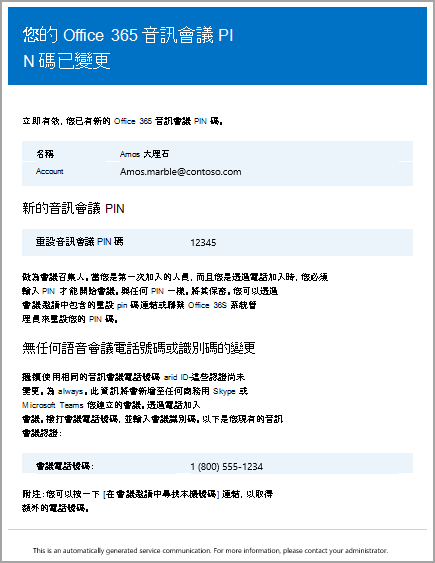 您的 Office 365 音訊會議 PI
N 碼已變更
立即有效，您已有新的 Office 365 音訊會議 PIN 碼。
名稱 Amos 大理石
Account Amos.marble@contoso.com
新的音訊會議 PIN
重設音訊會議 PIN 碼 12345
做為會議召集人，當您是第一次加入的人員，而且您是透過電話加入時，您必須
輸入 PIN 才能開始會議。與任何 PIN 一樣，將其保密。您可以透過
會議邀請中包含的重設 pin 碼連結或聯繫 Office 36S 系統管
理員來重設您的 PIN 碼。
無任何語音會議電話號碼或識別碼的變更
繼續使用相同的音訊會議電話號碼 arid ID-這些認證尚未
變更。為 always，此資訊將會新增至任何商務用 Skype 或
Microsoft Teams 您建立的會議。透過電話加入
會議，撥打會議電話號碼，並輸入會議識別碼。以下是您現有的音訊
會議認證：
會議電話號碼： 1 (800) 555-1234
附注：您可以按一下 [在會議邀請中尋找本機號碼] 連結，以取得
額外的電話號碼。
This is an automatically generated service communication. For more information, please contact your administrator.